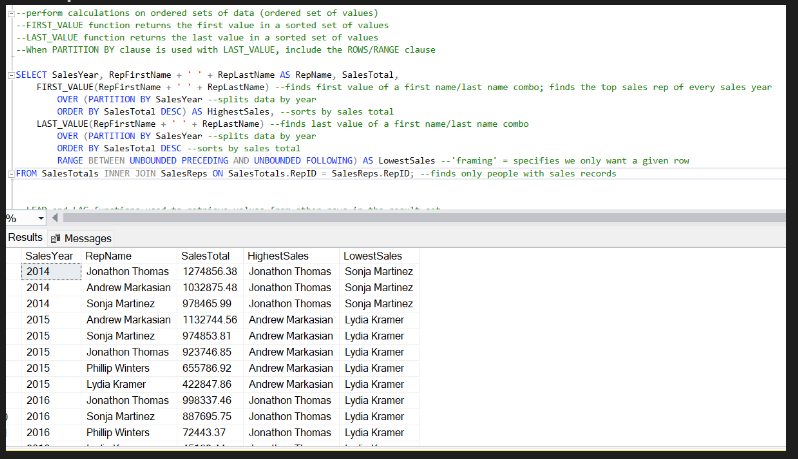 --perform calculations on ordered sets of data (ordered set of values)
--FIRST_VALUE function returns the first value in a sorted set of values
--LAST_VALUE function returns the last value in a sorted set of values
--When PARTITION BY clause is used with LAST_VALUE, include the ROWS/RANGE clause
SELECT SalesYear, RepFirstName + ' ' + RepLastName AS RepName, SalesTotal,
FIRST_VALUE(RepFirstName + ' ' + RepLastName) --finds first value of a first name/last name combo; finds the top sales rep of every sales year
OVER (PARTITION BY SalesYear --splits data by year
ORDER BY SalesTotal DESC) AS HighestSales, --sorts by sales total
LAST_VALUE(RepFirstName + ' ' + RepLastName) --finds last value of a first name/last name combo
OVER (PARTITION BY SalesYear --splits data by year
ORDER BY SalesTotal DESC --sorts by sales total
RANGE BETWEEN UNBOUNDED PRECEDING AND UNBOUNDED FOLLOWING) AS LowestSales --'framing' = specifies we only want a given row
FROM SalesTotals INNER JOIN SalesReps ON SalesTotals.RepID = SalesReps.RepID; --finds only people with sales records
%
Results Messages
SalesYear RepName SalesTotal HighestSales LowestSales
2014 Jonathon Thomas 1274856.38 Jonathon Thomas Sonja Martinez
2014 Andrew Markasian 1032875.48 Jonathon Thomas Sonja Martinez
2014 Sonja Martinez 978465.99 Jonathon Thomas Sonja Martinez
2015 Andrew Markasian 1132744.56 Andrew Markasian Lydia Kramer
2015 Sonja Martinez 974853.81 Andrew Markasian Lydia Kramer
2015 Jonathon Thomas 923746.85 Andrew Markasian Lydia Kramer
2015 Phillip Winters 655786.92 Andrew Markasian Lydia Kramer
2015 Lydia Kramer 422847.86 Andrew Markasian Lydia Kramer
2016 Jonathon Thomas 998337.46 Jonathon Thomas Lydia Kramer
2016 Sonja Martinez 887695.75 Jonathon Thomas Lydia Kramer
2016 Phillip Winters 72443.37 Jonathon Thomas Lydia Kramer